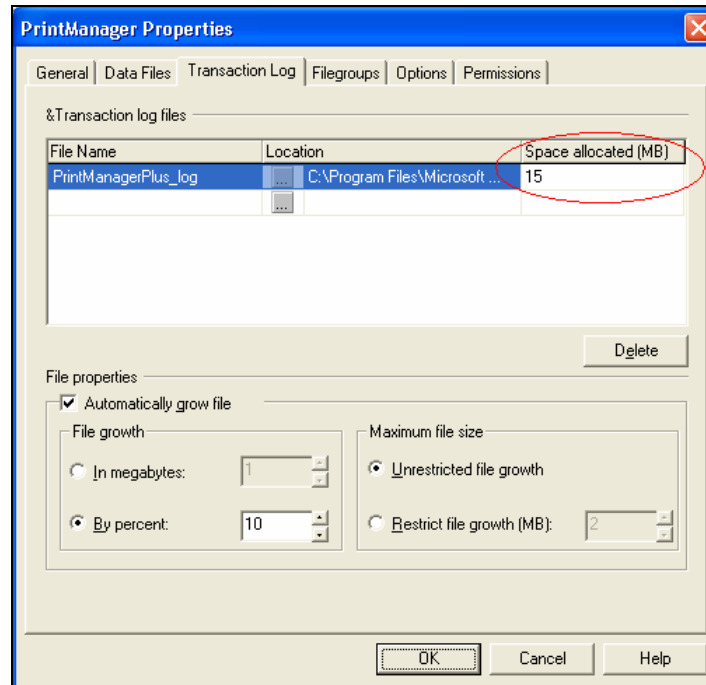 PrintManager Properties
General Data Files Transaction Log Filegroups Options Permissions
&Transaction log files
File Name Location Space allocated (MB)
PrintManagerPlus_log ... C:\Program Files\Microsoft ... 15
...
Delete
File properties
Automatically grow file
File growth Maximum file size
In megabytes: 1 Unrestricted file growth
By percent: 10 Restrict file growth (MB): 2
OK Cancel Help